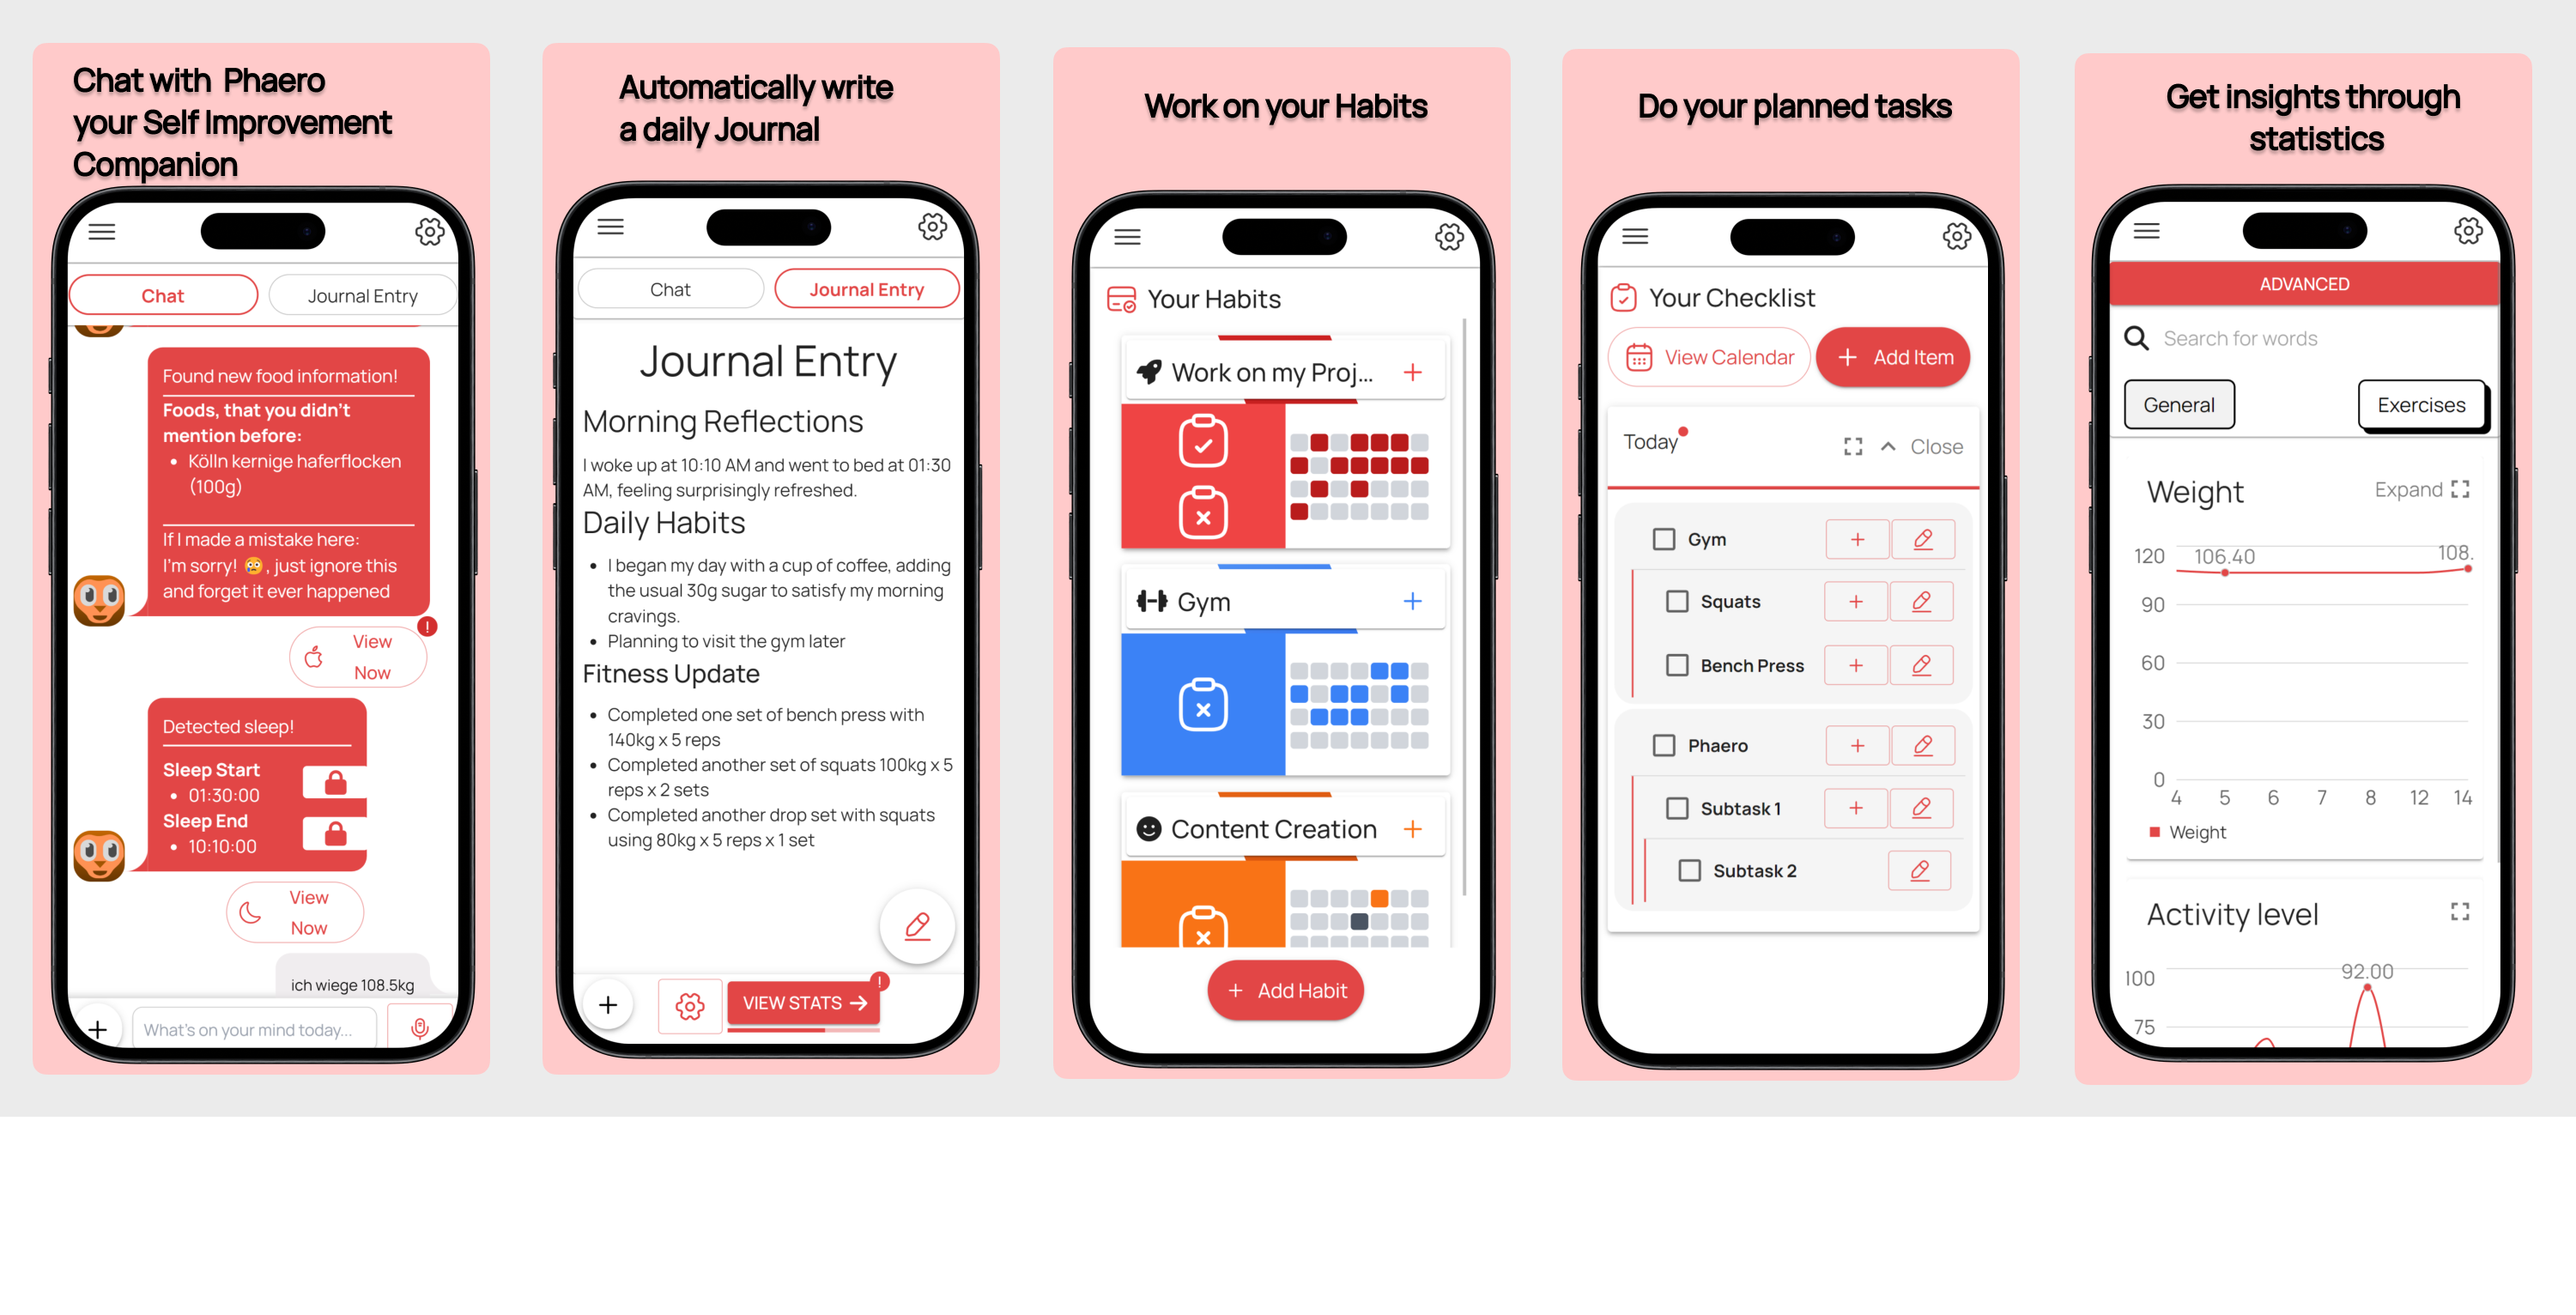 Chat with Phaero
your Self Improvement
Companion
Chat
Journal Entry
Found new food information!
Foods, that you didn't
mention before:
• Kölln kernige haferflocken
(100g)
If I made a mistake here:
I'm sorry! 😢, just ignore this
and forget it ever happened
!
View
Now
Detected sleep!
Sleep Start
• 01:30:00
Sleep End
• 10:10:00
View
Now
ich wiege 108.5kg
+
What's on your mind today...
Automatically write
a daily Journal
Chat
Journal Entry
Journal Entry
Morning Reflections
I woke up at 10:10 AM and went to bed at 01:30
AM, feeling surprisingly refreshed.
Daily Habits
• I began my day with a cup of coffee, adding
the usual 30g sugar to satisfy my morning
cravings.
• Planning to visit the gym later
Fitness Update
• Completed one set of bench press with
140kg x 5 reps
• Completed another set of squats 100kg x 5
reps x 2 sets
• Completed another drop set with squats
using 80kg x 5 reps x 1 set
+
VIEW STATS →
!
Work on your Habits
Your Habits
Work on my Proj... +
Gym +
Content Creation +
+ Add Habit
Do your planned tasks
Your Checklist
View Calendar
+ Add Item
Today
Close
Gym +
Squats +
Bench Press +
Phaero +
Subtask 1 +
Subtask 2
Get insights through
statistics
ADVANCED
Search for words
General
Exercises
Weight
Expand
120
106.40
108.
90
60
30
0
4 5 6 7 8 12 14
Weight
Activity level
100
92.00
75